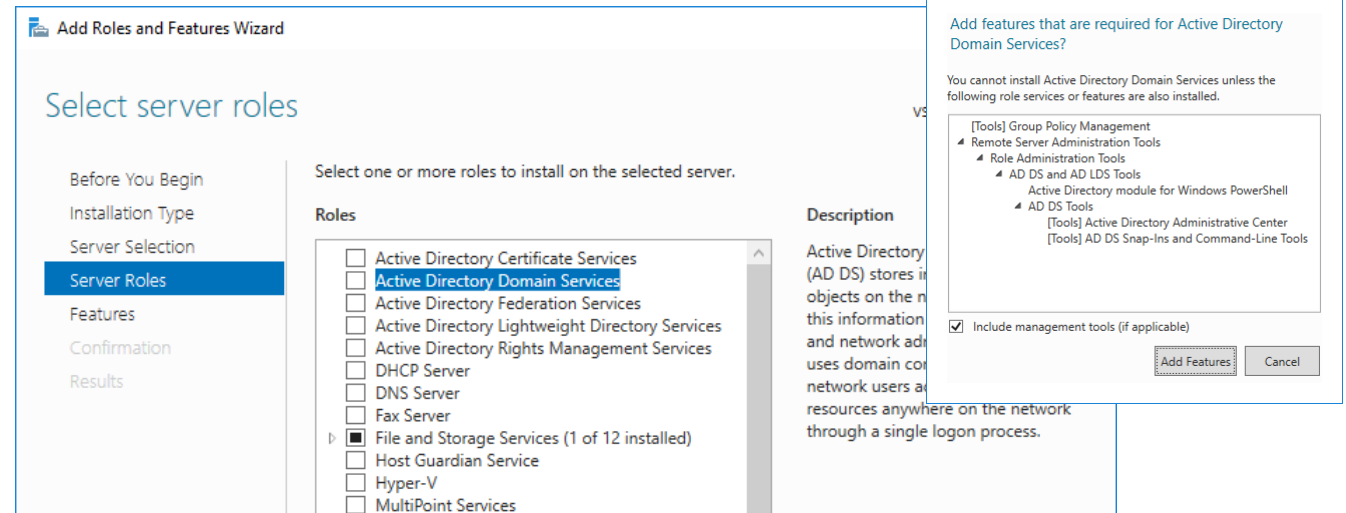 Add Roles and Features Wizard
Select server roles
VS
Before You Begin
Installation Type
Server Selection
Server Roles
Features
Confirmation
Results
Select one or more roles to install on the selected server.
Roles
Active Directory Certificate Services
Active Directory Domain Services
Active Directory Federation Services
Active Directory Lightweight Directory Services
Active Directory Rights Management Services
DHCP Server
DNS Server
Fax Server
File and Storage Services (1 of 12 installed)
Host Guardian Service
Hyper-V
MultiPoint Services
Description
Active Directory
(AD DS) stores
objects on the
this information
and network
uses domain
network users
resources anywhere on the network
through a single logon process.
Add features that are required for Active Directory
Domain Services?
You cannot install Active Directory Domain Services unless the
following role services or features are also installed.
[Tools] Group Policy Management
Remote Server Administration Tools
Role Administration Tools
AD DS and AD LDS Tools
Active Directory module for Windows PowerShell
AD DS Tools
[Tools] Active Directory Administrative Center
[Tools] AD DS Snap-Ins and Command-Line Tools
Include management tools (if applicable)
Add Features
Cancel